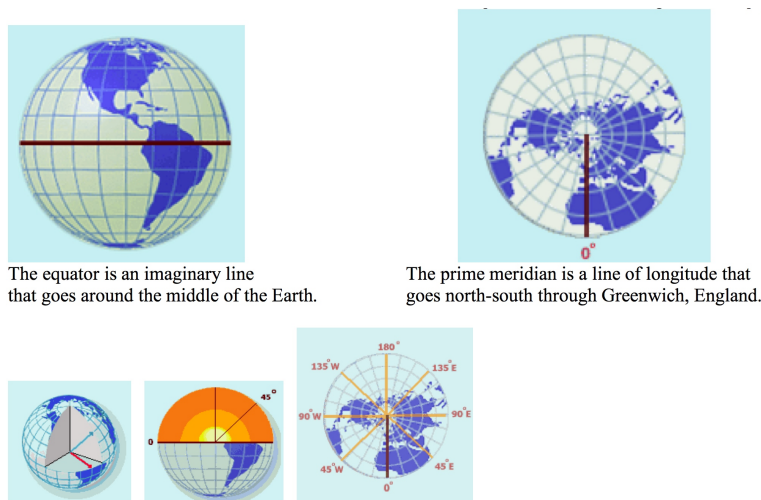 0°
The equator is an imaginary line
that goes around the middle of the Earth.
The prime meridian is a line of longitude that
goes north-south through Greenwich, England.
45°
0
180°
135°W
135°E
90°W
90°E
45°W
45°E
0°